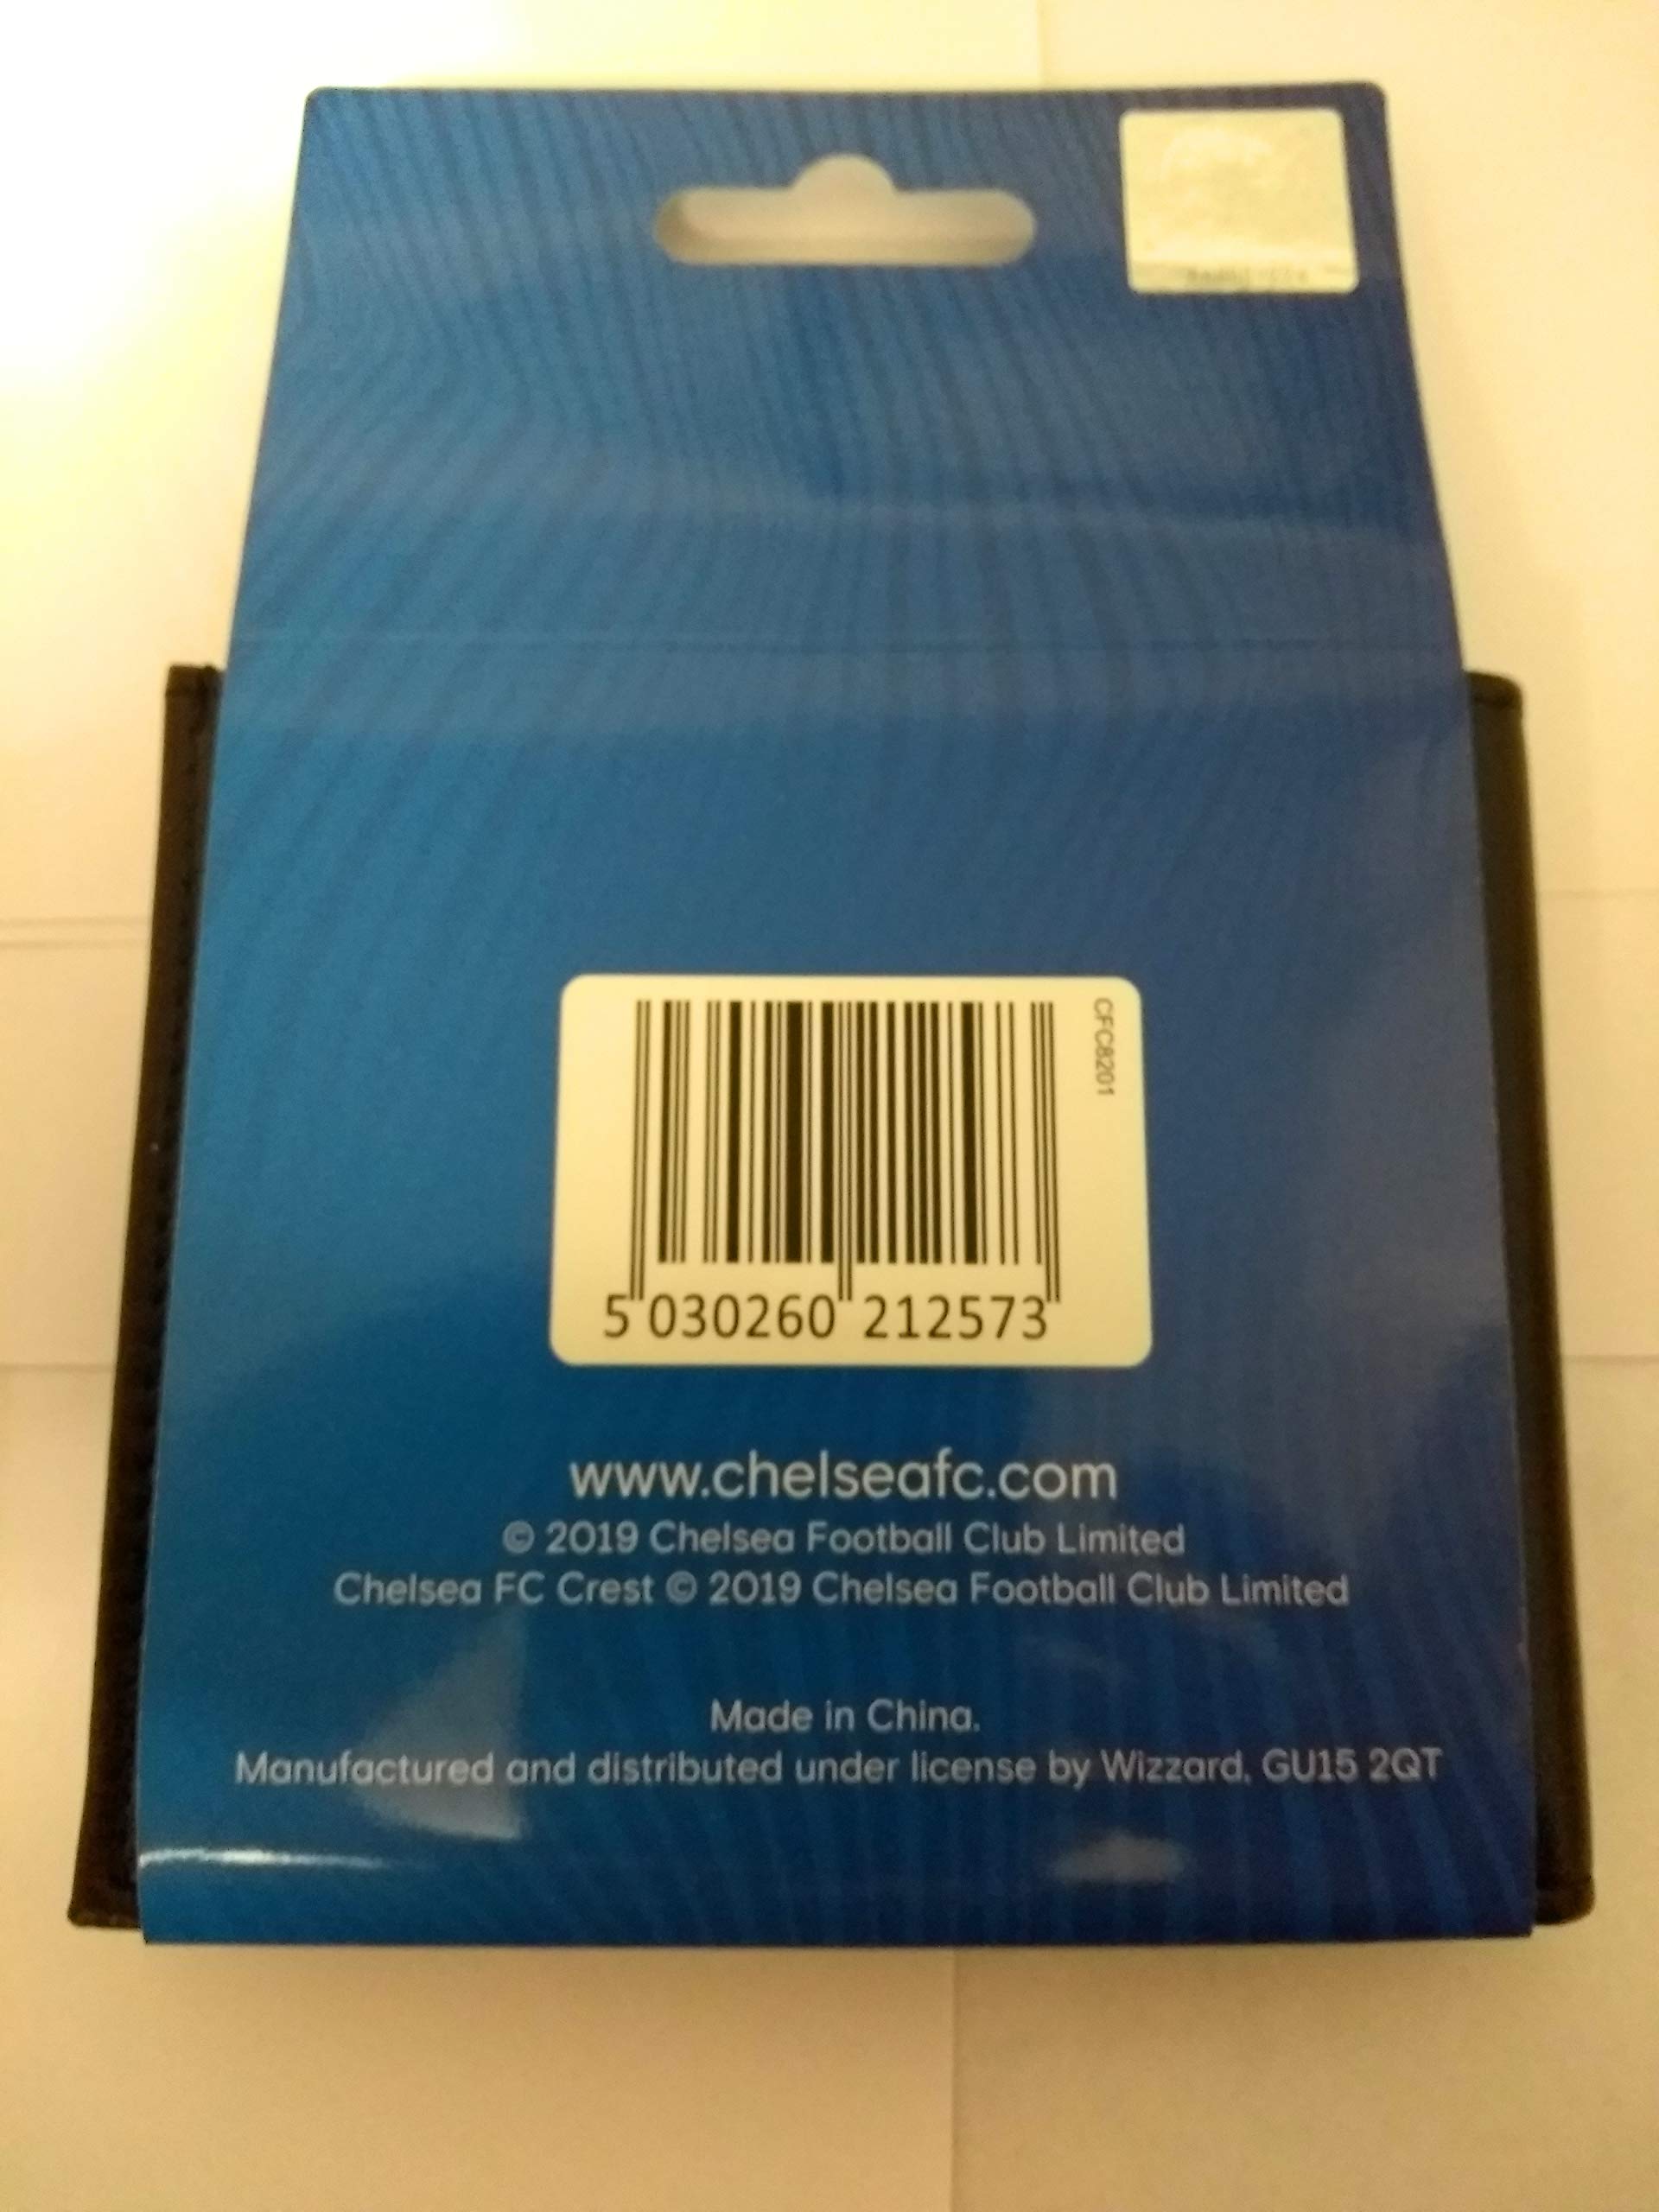 CFC8201
5 030260 212573
www.chelseafc.com
© 2019 Chelsea Football Club Limited
Chelsea FC Crest © 2019 Chelsea Football Club Limited
Made in China.
Manufactured and distributed under license by Wizzard, GU15 2QT